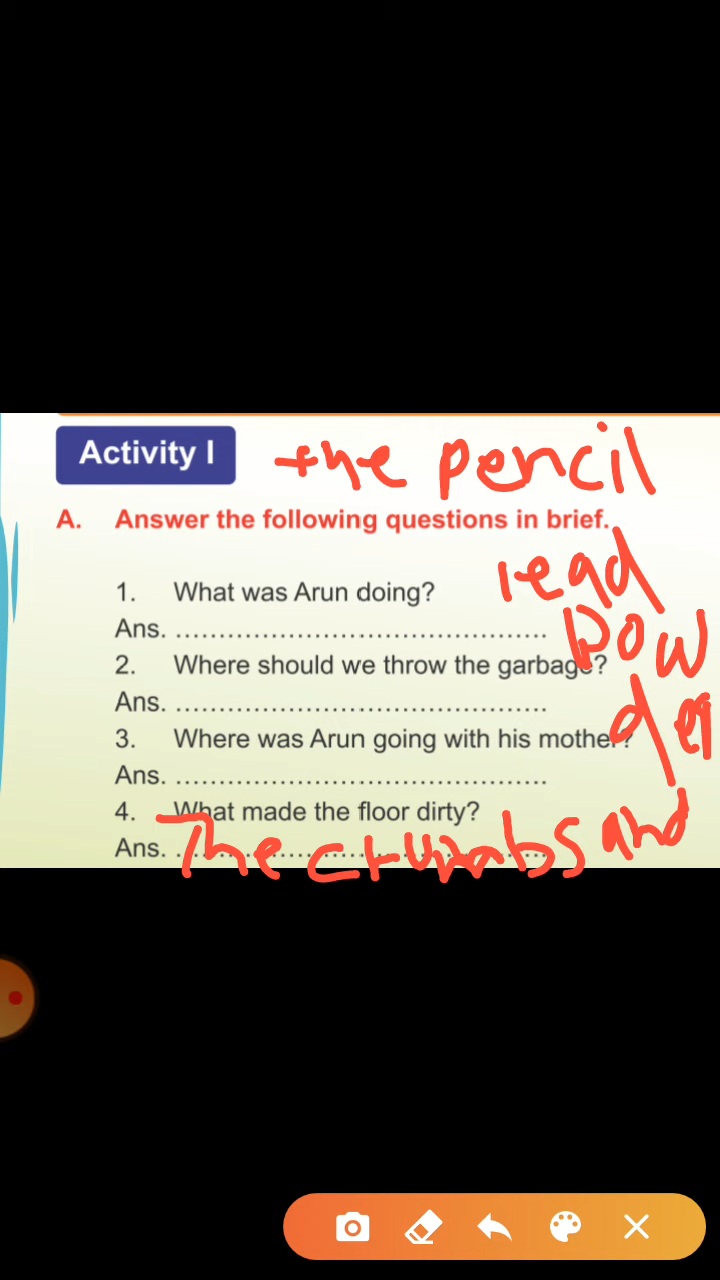 Activity I
the pencil
A. Answer the following questions in brief.
read
1. What was Arun doing?
Ans. ...........................................
pow
2. Where should we throw the garbage?
Ans. ...........................................
der
3. Where was Arun going with his mother?
Ans. ...........................................
4. What made the floor dirty?
and
Ans. The crumbs